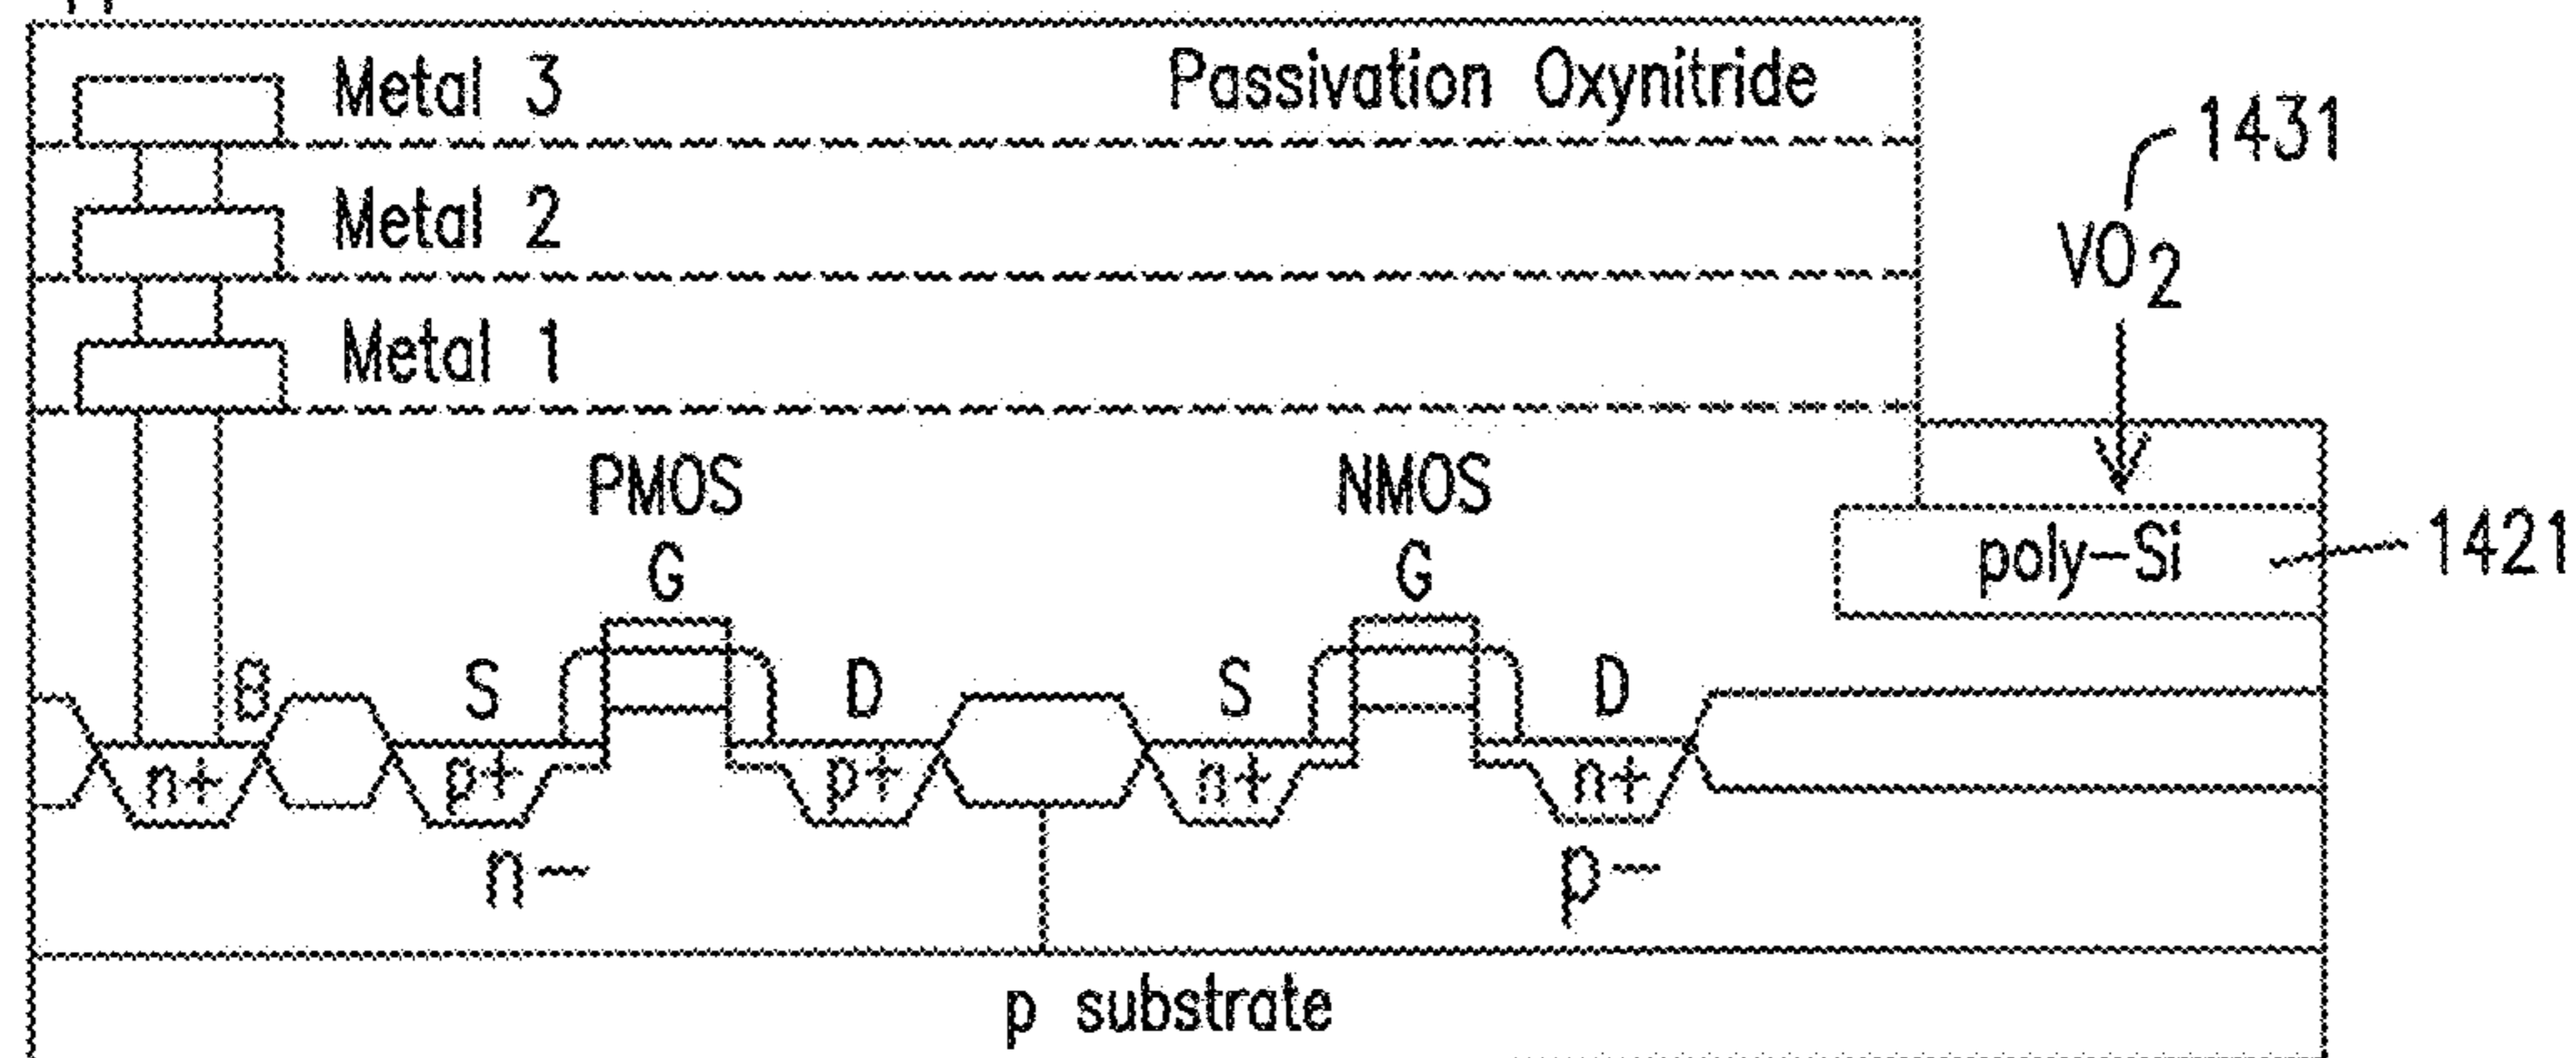 Metal 3
Passivation Oxynitride
1431
Metal 2
VO2
Metal 1
PMOS
NMOS
G
G
poly-Si
1421
B
S
D
S
D
n+
p+
p+
n+
n+
n-
p-
p substrate